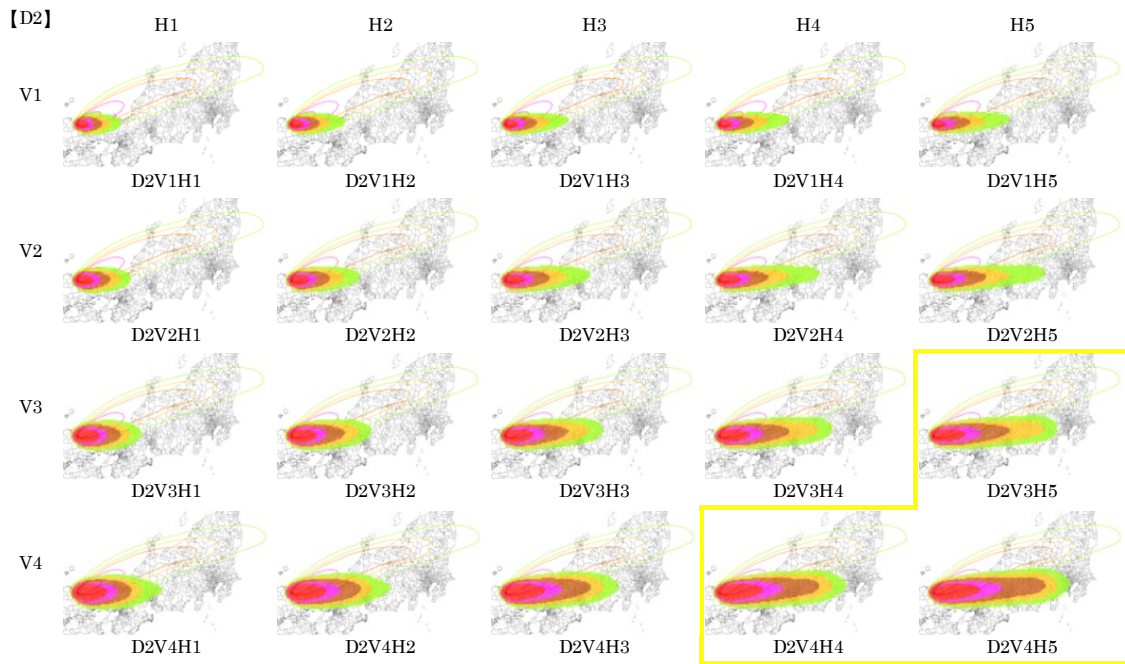 【D2】
H1 H2 H3 H4 H5
V1
D2V1H1 D2V1H2 D2V1H3 D2V1H4 D2V1H5
V2
D2V2H1 D2V2H2 D2V2H3 D2V2H4 D2V2H5
V3
D2V3H1 D2V3H2 D2V3H3 D2V3H4 D2V3H5
V4
D2V4H1 D2V4H2 D2V4H3 D2V4H4 D2V4H5